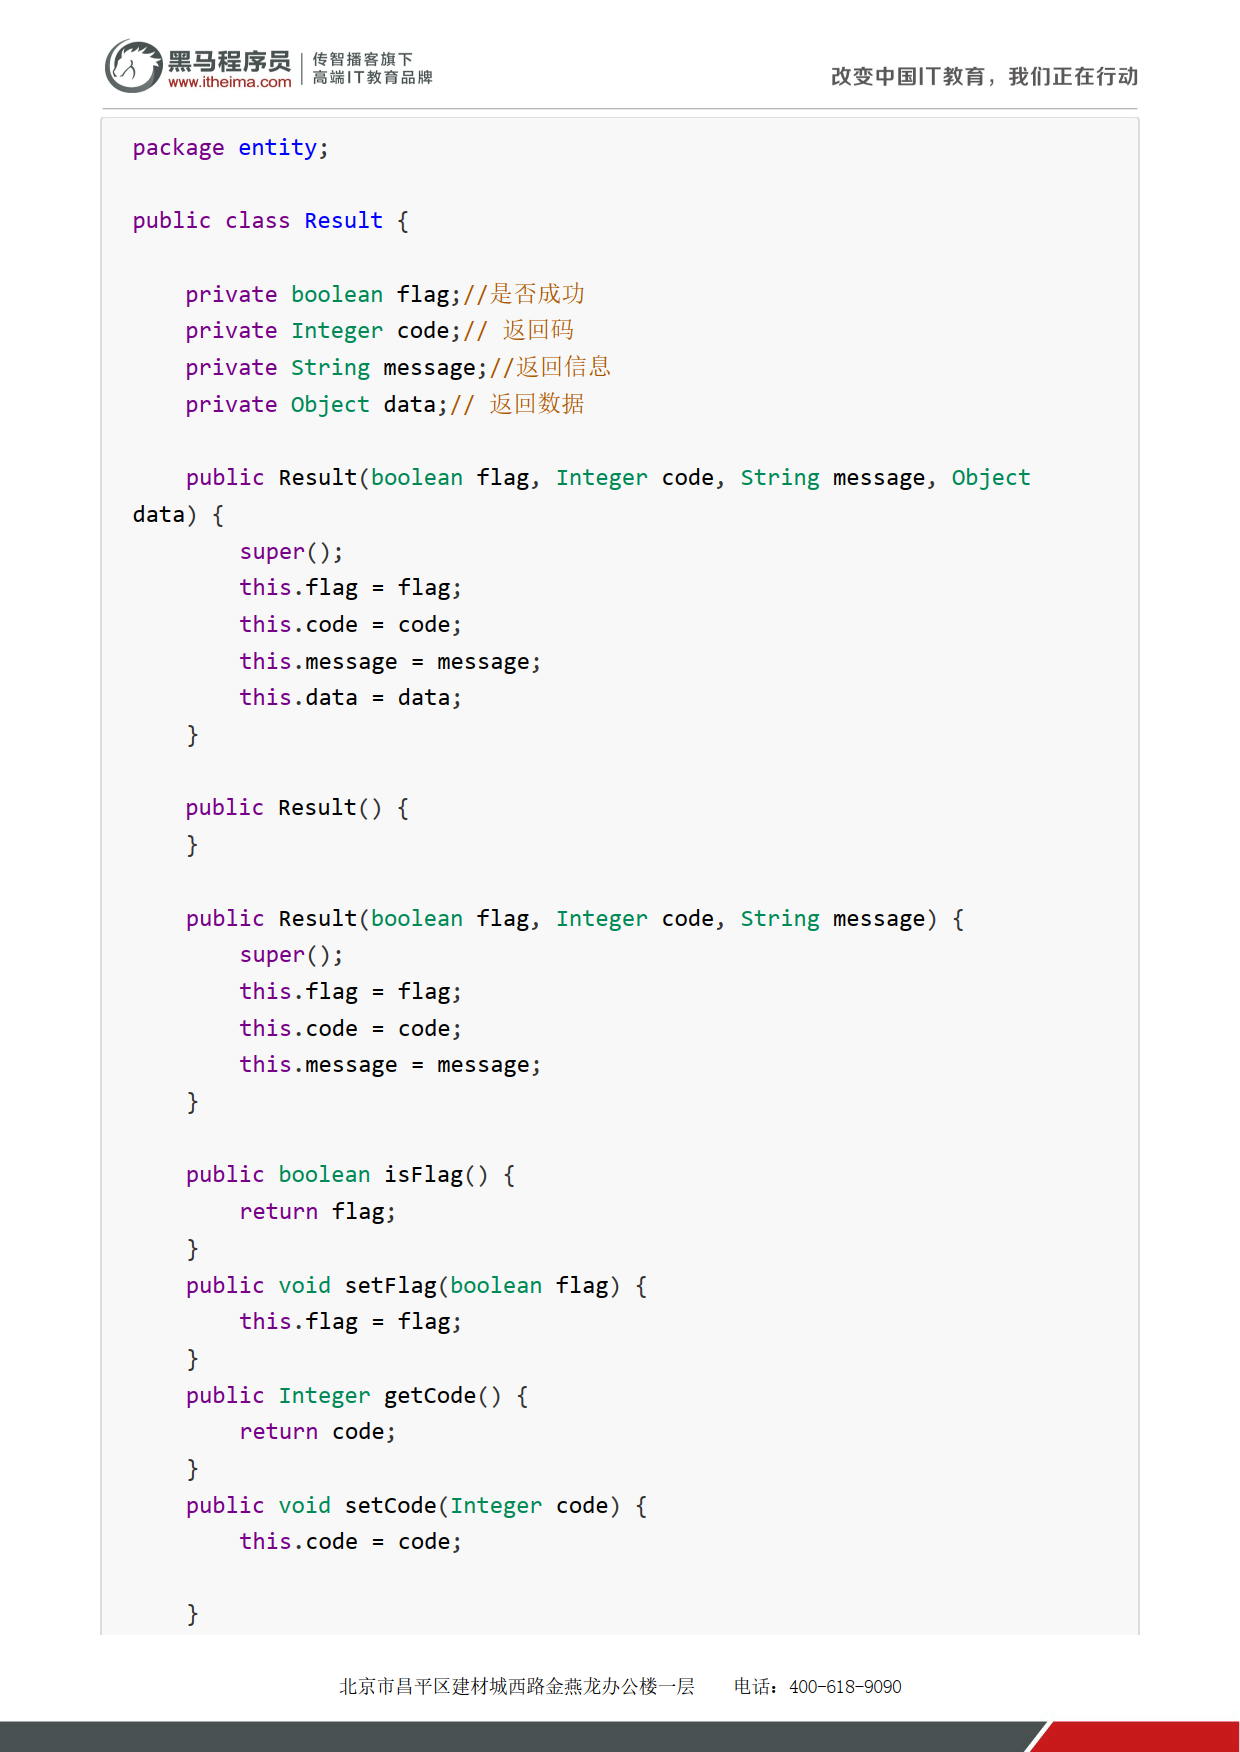 黑马程序员
www.itheima.com
传智播客旗下
高端IT教育品牌
改变中国IT教育，我们正在行动
package entity;
public class Result {
    private boolean flag;//是否成功
    private Integer code;// 返回码
    private String message;//返回信息
    private Object data;// 返回数据
    public Result(boolean flag, Integer code, String message, Object
data) {
        super();
        this.flag = flag;
        this.code = code;
        this.message = message;
        this.data = data;
    }
    public Result() {
    }
    public Result(boolean flag, Integer code, String message) {
        super();
        this.flag = flag;
        this.code = code;
        this.message = message;
    }
    public boolean isFlag() {
        return flag;
    }
    public void setFlag(boolean flag) {
        this.flag = flag;
    }
    public Integer getCode() {
        return code;
    }
    public void setCode(Integer code) {
        this.code = code;
    }
北京市昌平区建材城西路金燕龙办公楼一层 电话：400-618-9090